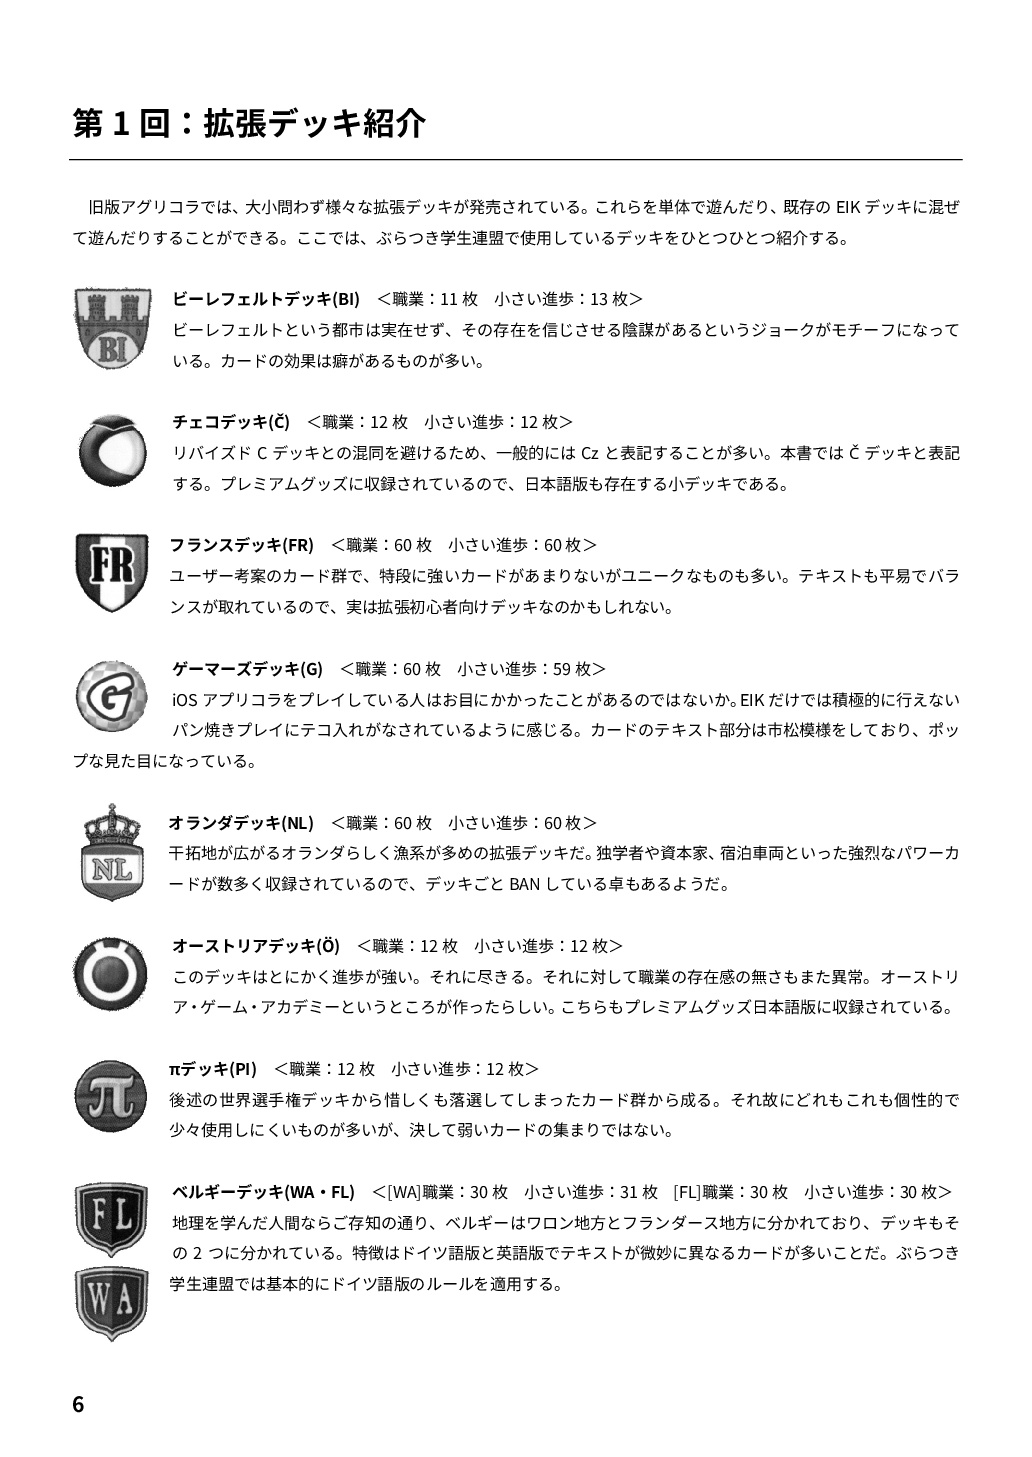 第 1 回：拡張デッキ紹介
旧版アグリコラでは、大小問わず様々な拡張デッキが発売されている。これらを単体で遊んだり、既存の EIK デッキに混ぜ
て遊んだりすることができる。ここでは、ぶらつき学生連盟で使用しているデッキをひとつひとつ紹介する。
BI
ビーレフェルトデッキ(BI)　＜職業：11 枚　小さい進歩：13 枚＞
ビーレフェルトという都市は実在せず、その存在を信じさせる陰謀があるというジョークがモチーフになって
いる。カードの効果は癖があるものが多い。
チェコデッキ(Č)　＜職業：12 枚　小さい進歩：12 枚＞
リバイズド C デッキとの混同を避けるため、一般的には Cz と表記することが多い。本書では Č デッキと表記
する。プレミアムグッズに収録されているので、日本語版も存在する小デッキである。
FR
フランスデッキ(FR)　＜職業：60 枚　小さい進歩：60 枚＞
ユーザー考案のカード群で、特段に強いカードがあまりないがユニークなものも多い。テキストも平易でバラ
ンスが取れているので、実は拡張初心者向けデッキなのかもしれない。
G
ゲーマーズデッキ(G)　＜職業：60 枚　小さい進歩：59 枚＞
iOS アプリコラをプレイしている人はお目にかかったことがあるのではないか。EIK だけでは積極的に行えない
パン焼きプレイにテコ入れがなされているように感じる。カードのテキスト部分は市松模様をしており、ポッ
プな見た目になっている。
NL
オランダデッキ(NL)　＜職業：60 枚　小さい進歩：60 枚＞
干拓地が広がるオランダらしく漁系が多めの拡張デッキだ。独学者や資本家、宿泊車両といった強烈なパワーカ
ードが数多く収録されているので、デッキごと BAN している卓もあるようだ。
オーストリアデッキ(Ö)　＜職業：12 枚　小さい進歩：12 枚＞
このデッキはとにかく進歩が強い。それに尽きる。それに対して職業の存在感の無さもまた異常。オーストリ
ア・ゲーム・アカデミーというところが作ったらしい。こちらもプレミアムグッズ日本語版に収録されている。
π
πデッキ(PI)　＜職業：12 枚　小さい進歩：12 枚＞
後述の世界選手権デッキから惜しくも落選してしまったカード群から成る。それ故にどれもこれも個性的で
少々使用しにくいものが多いが、決して弱いカードの集まりではない。
FL
WA
ベルギーデッキ(WA・FL)　＜[WA]職業：30 枚　小さい進歩：31 枚　[FL]職業：30 枚　小さい進歩：30 枚＞
地理を学んだ人間ならご存知の通り、ベルギーはワロン地方とフランダース地方に分かれており、デッキもそ
の 2 つに分かれている。特徴はドイツ語版と英語版でテキストが微妙に異なるカードが多いことだ。ぶらつき
学生連盟では基本的にドイツ語版のルールを適用する。
6